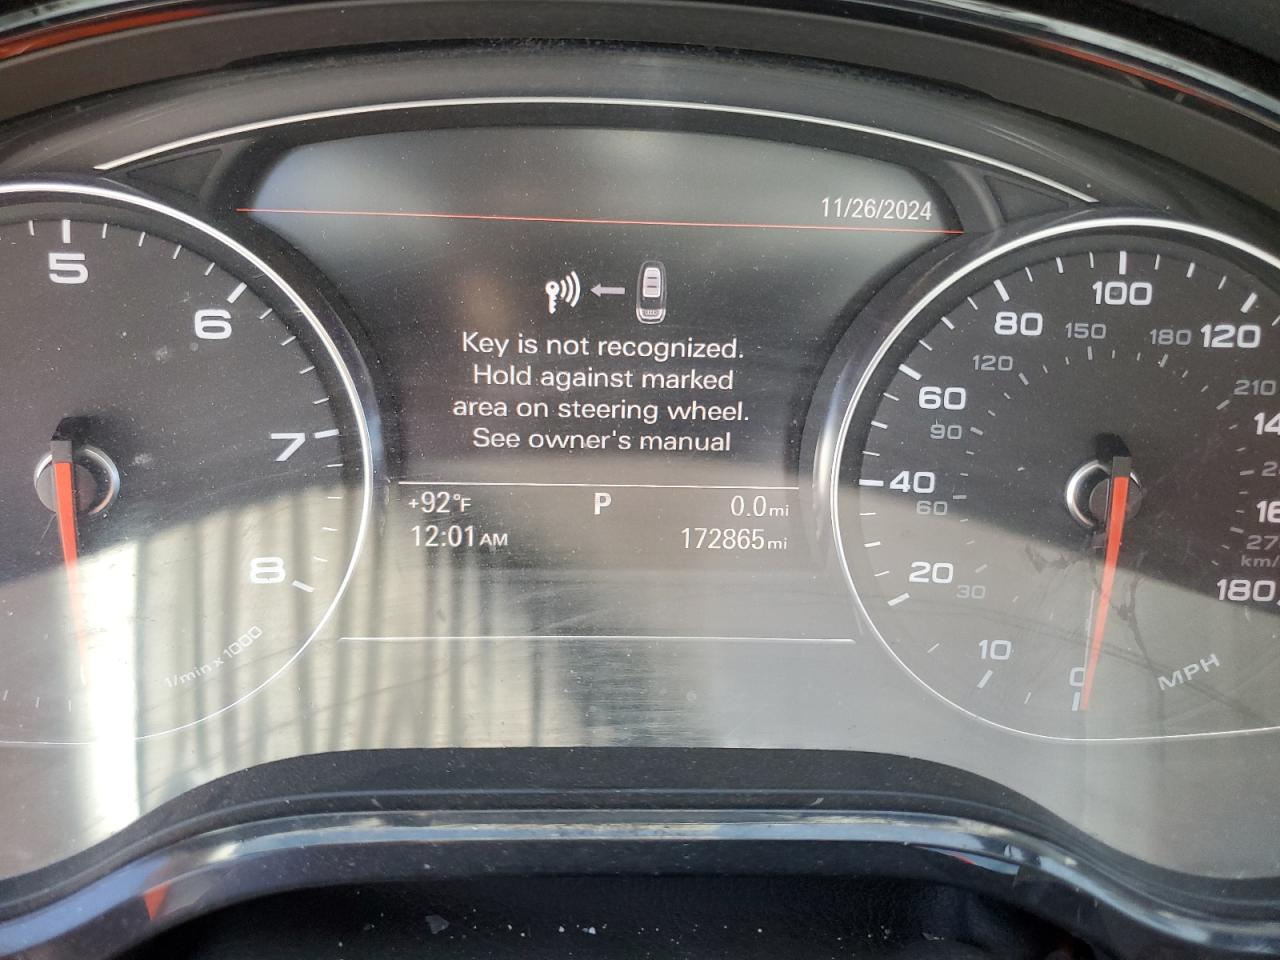 11/26/2024
Key is not recognized.
Hold against marked
area on steering wheel.
See owner's manual
+92°F P 0.0mi
12:01AM 172865mi
5
6
7
8
1/min x 1000
0
10
20
40
60
80
100
120
180
30
60
90
120
150
180
210
MPH